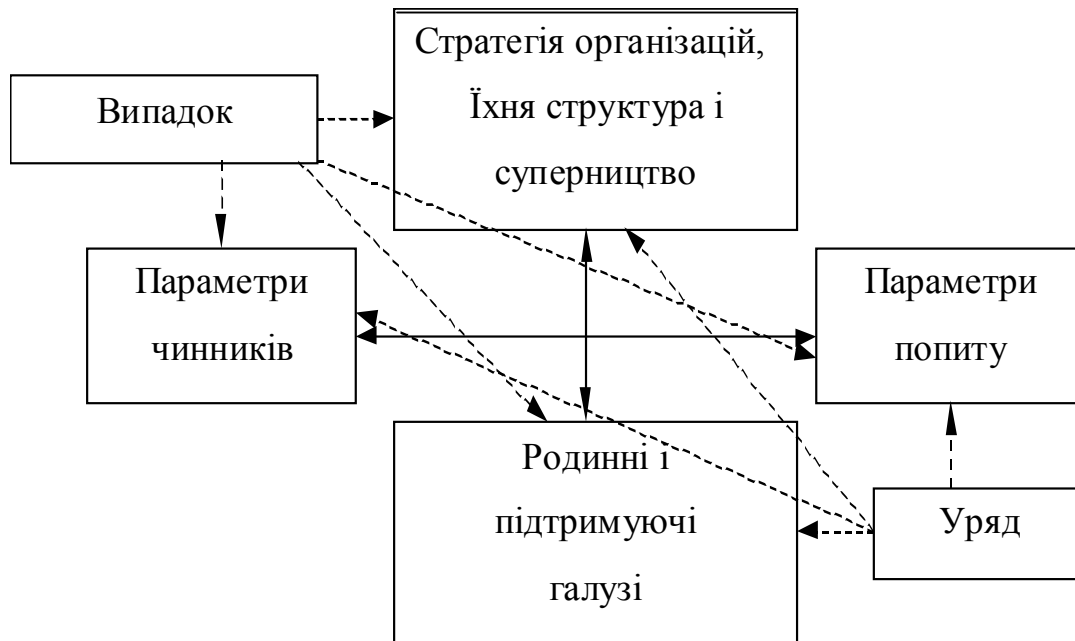 Стратегія організацій,
Їхня структура і
суперництво
Випадок
Параметри
чинників
Параметри
попиту
Родинні і
підтримуючі
галузі
Уряд